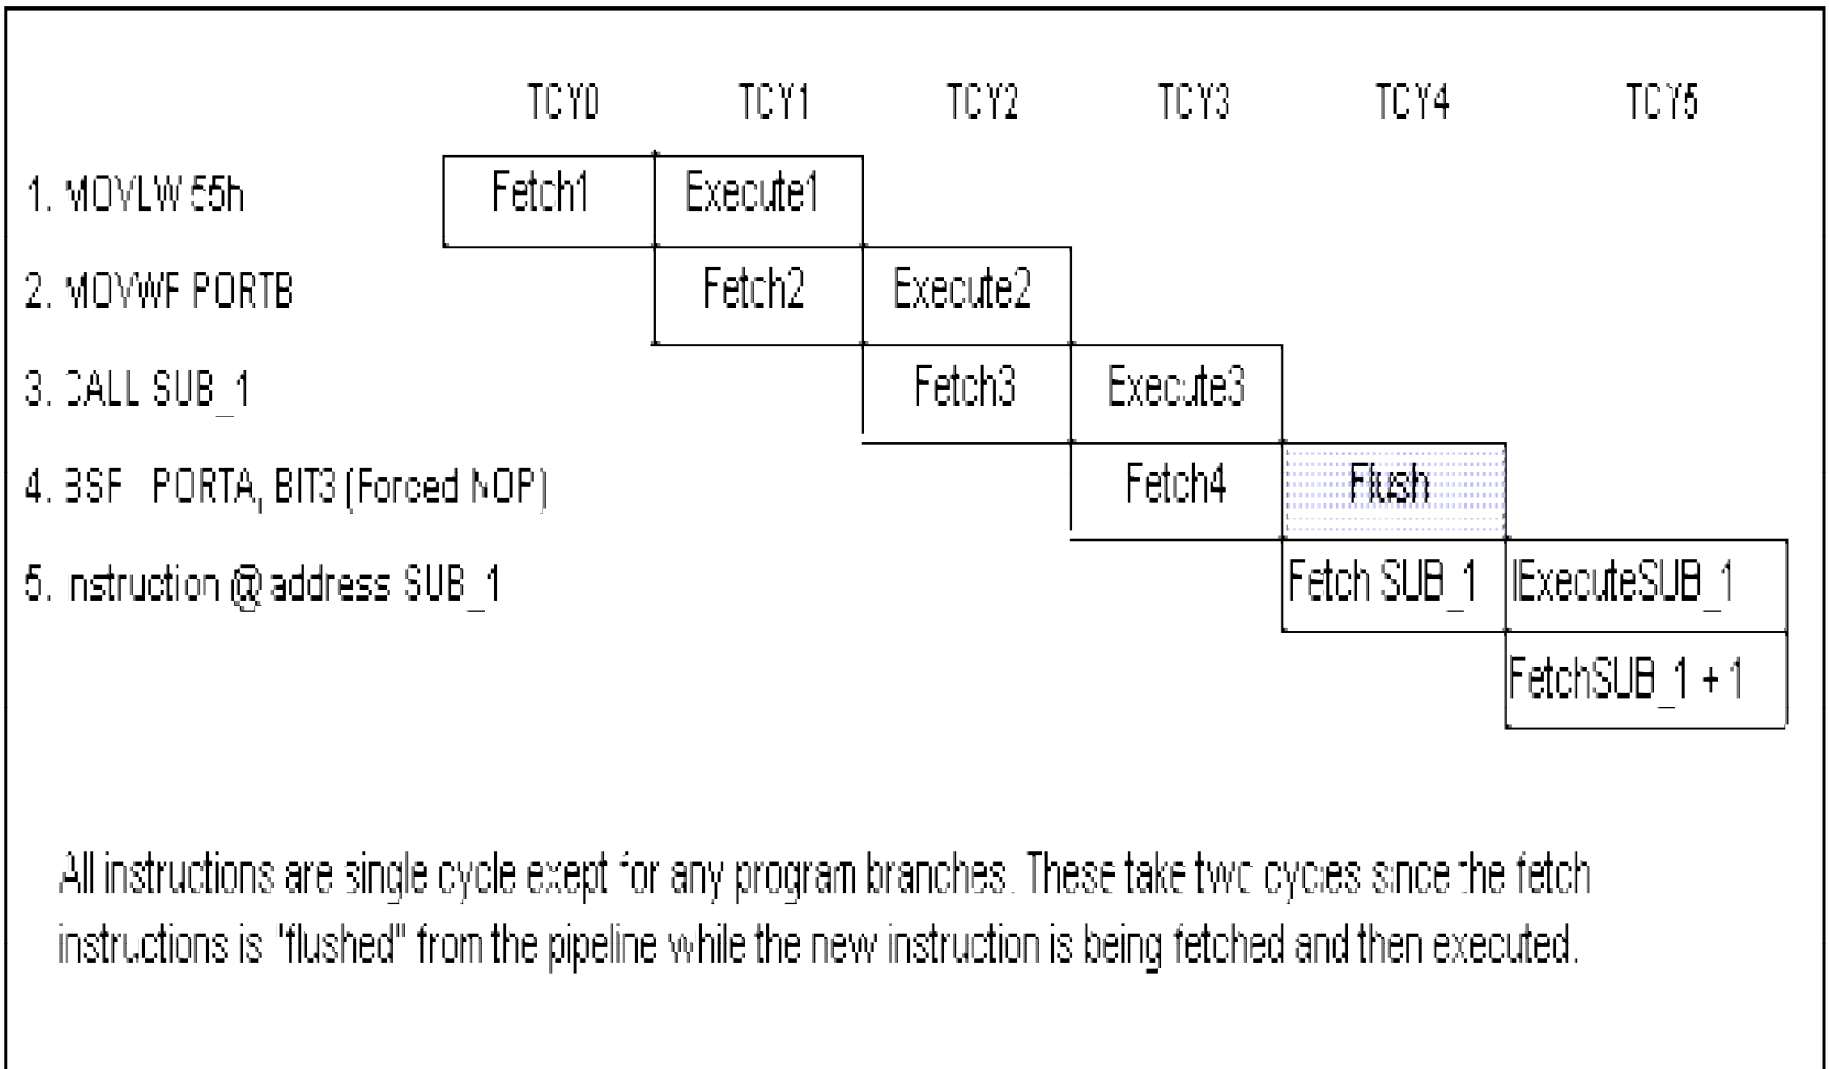 TCY0 TCY1 TCY2 TCY3 TCY4 TCY5
1. MOVLW 55h Fetch1 Execute1
2. MOVWF PORTB Fetch2 Execute2
3. CALL SUB_1 Fetch3 Execute3
4. BSF PORTA, BIT3 (Forced NOP) Fetch4 Flush
5. Instruction @ address SUB_1 Fetch SUB_1 ExecuteSUB_1
FetchSUB_1 + 1
All instructions are single cycle exept for any program branches. These take two cycles since the fetch
instructions is "flushed" from the pipeline while the new instruction is being fetched and then executed.